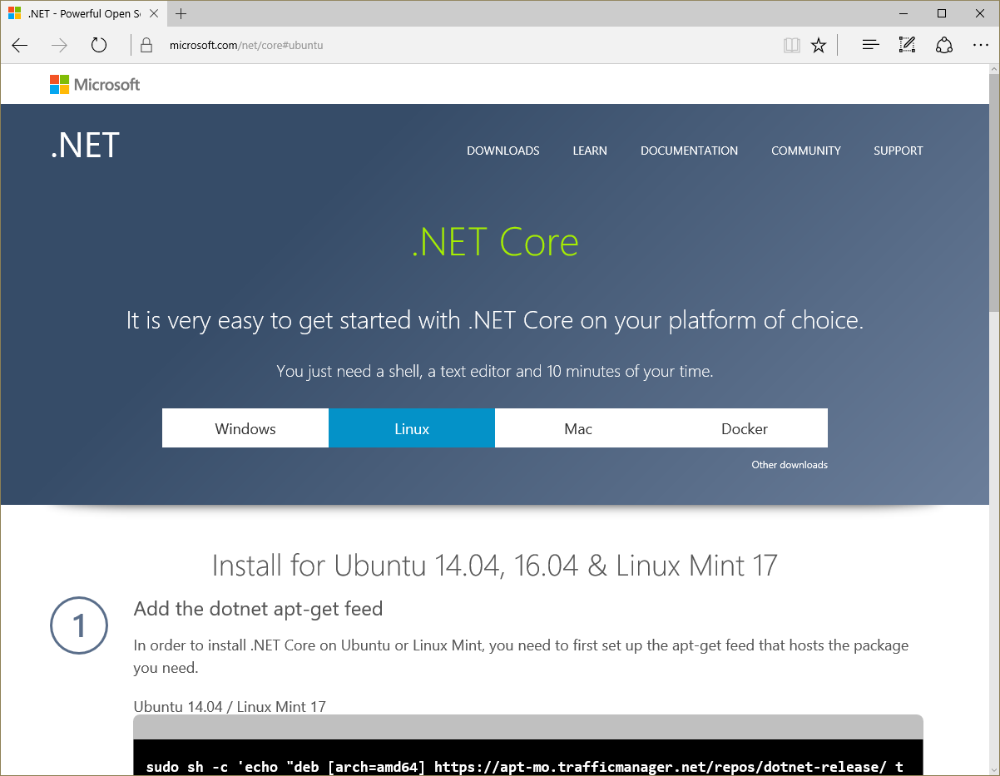 .NET - Powerful Open S
microsoft.com/net/core#ubuntu
Microsoft
.NET
DOWNLOADS LEARN DOCUMENTATION COMMUNITY SUPPORT
.NET Core
It is very easy to get started with .NET Core on your platform of choice.
You just need a shell, a text editor and 10 minutes of your time.
Windows Linux Mac Docker
Other downloads
Install for Ubuntu 14.04, 16.04 & Linux Mint 17
1
Add the dotnet apt-get feed
In order to install .NET Core on Ubuntu or Linux Mint, you need to first set up the apt-get feed that hosts the package
you need.
Ubuntu 14.04 / Linux Mint 17
sudo sh -c 'echo "deb [arch=amd64] https://apt-mo.trafficmanager.net/repos/dotnet-release/ t